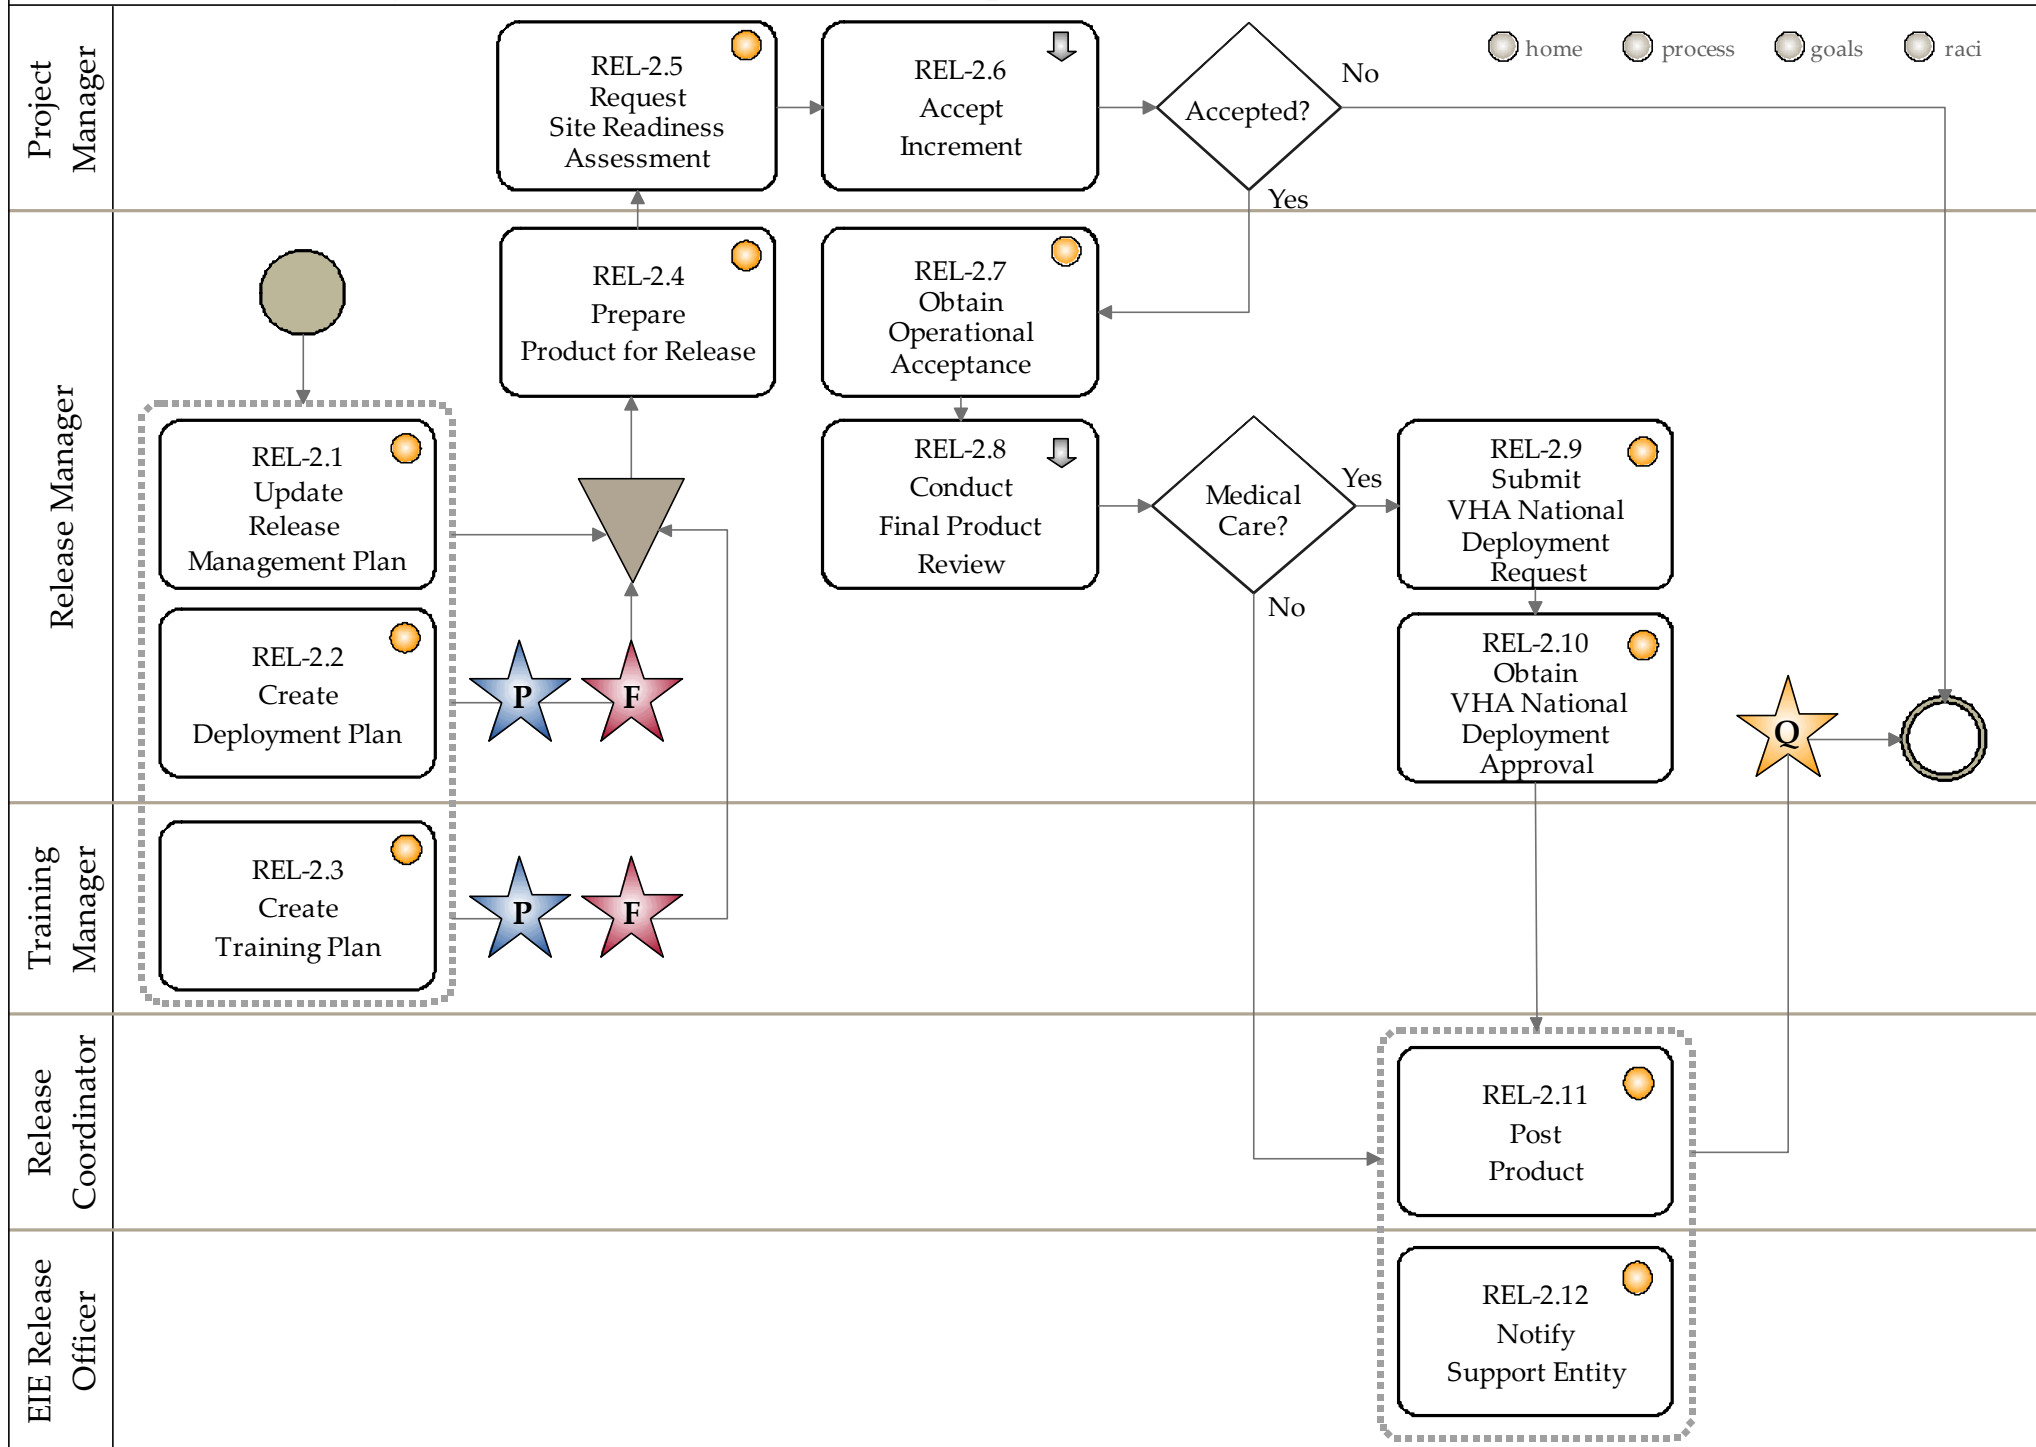 Project
Manager
REL-2.5
Request
Site Readiness
Assessment
REL-2.6
Accept
Increment
Accepted?
No
Yes
home
process
goals
raci
Release Manager
REL-2.4
Prepare
Product for Release
REL-2.7
Obtain
Operational
Acceptance
REL-2.1
Update
Release
Management Plan
REL-2.8
Conduct
Final Product
Review
Medical
Care?
Yes
No
REL-2.9
Submit
VHA National
Deployment
Request
REL-2.2
Create
Deployment Plan
P
F
REL-2.10
Obtain
VHA National
Deployment
Approval
Q
Training
Manager
REL-2.3
Create
Training Plan
P
F
Release
Coordinator
REL-2.11
Post
Product
EIE Release
Officer
REL-2.12
Notify
Support Entity